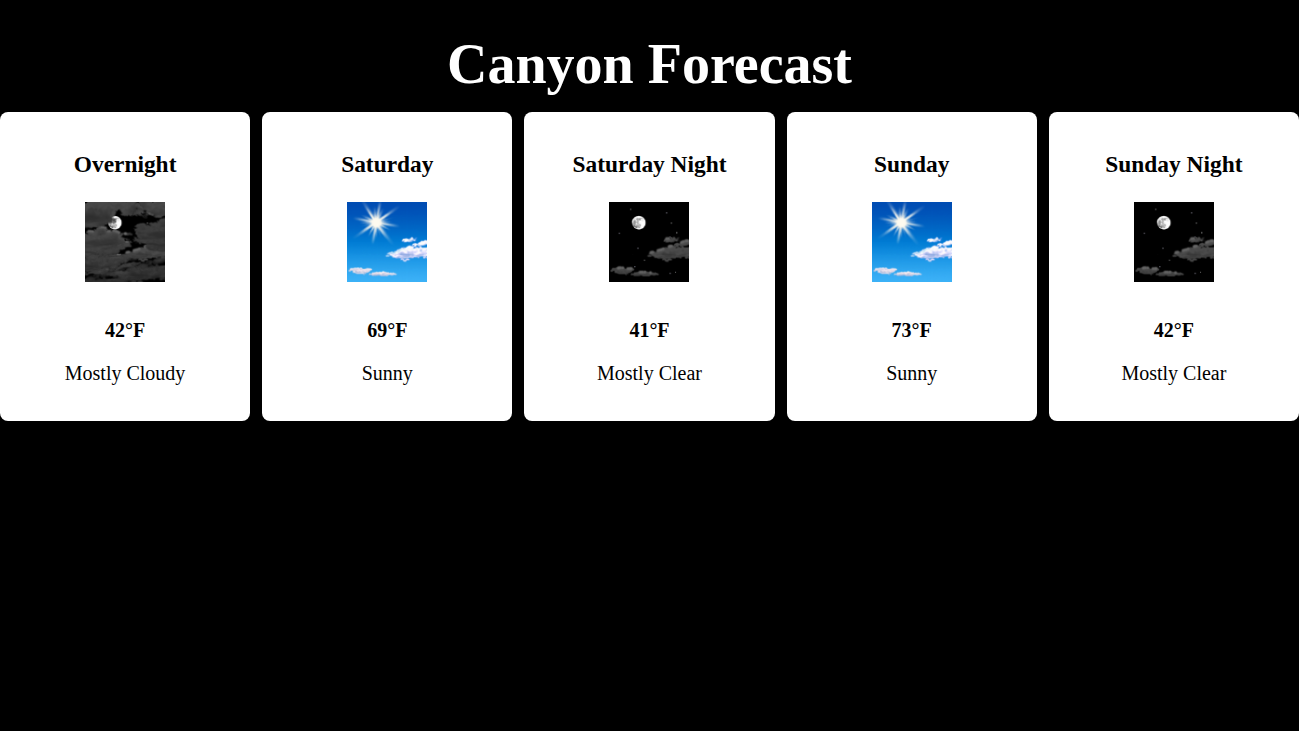 Canyon Forecast
Overnight
42°F
Mostly Cloudy
Saturday
69°F
Sunny
Saturday Night
41°F
Mostly Clear
Sunday
73°F
Sunny
Sunday Night
42°F
Mostly Clear